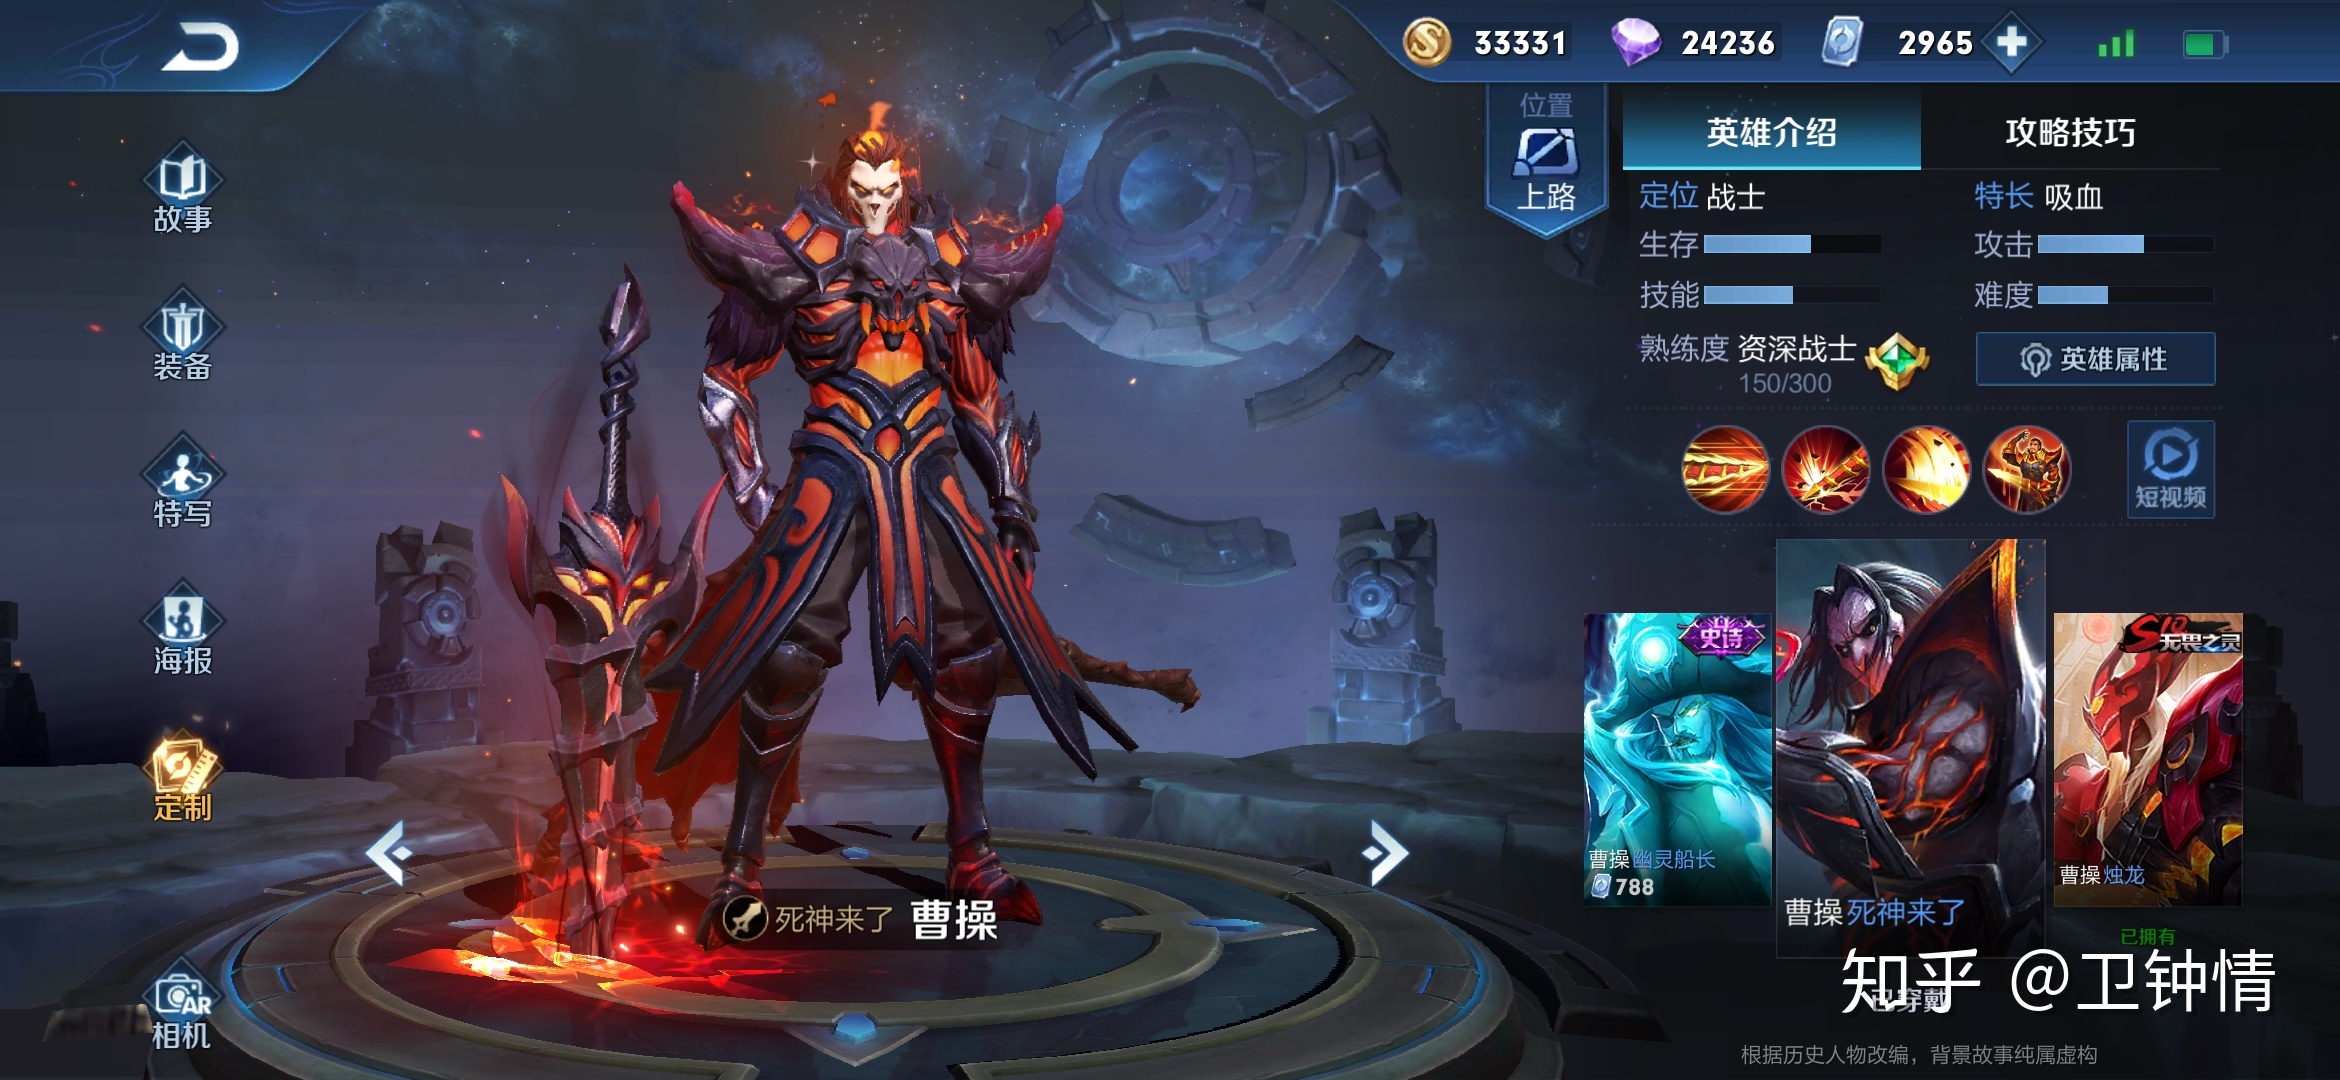 33331
24236
2965
故事
装备
特写
海报
定制
AR
相机
位置
上路
英雄介绍
攻略技巧
定位 战士
特长 吸血
生存
攻击
技能
难度
熟练度 资深战士
150/300
英雄属性
短视频
史诗
曹操幽灵船长
788
曹操死神来了
S10
无畏之灵
曹操烛龙
已拥有
已穿戴
死神来了 曹操
知乎 @卫钟情
根据历史人物改编，背景故事纯属虚构